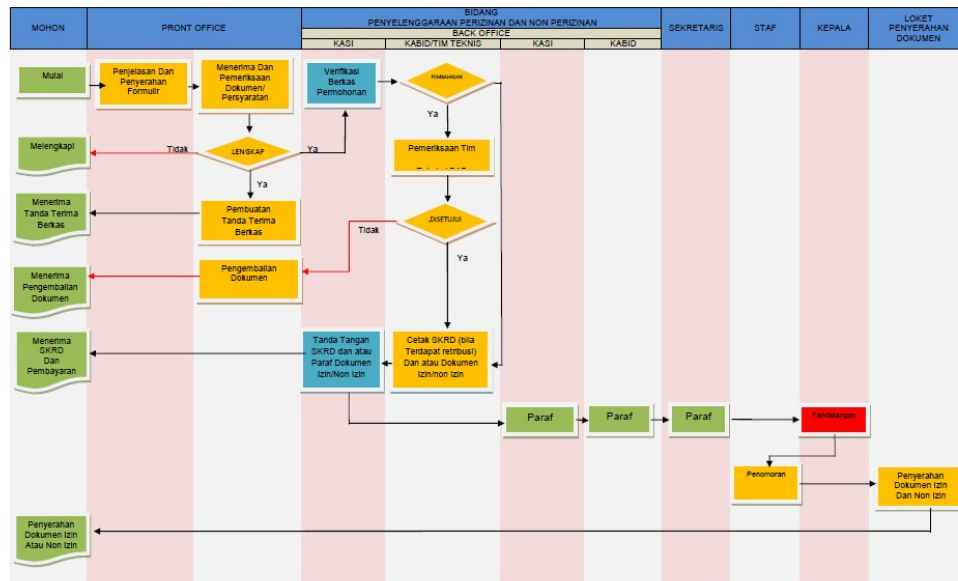 MOHON
PRONT OFFICE
BIDANG
PENYELENGGARAAN PERIZINAN DAN NON PERIZINAN
BACK OFFICE
KASI
KABID/TIM TEKNIS
KASI
KABID
SEKRETARIS
STAF
KEPALA
LOKET
PENYERAHAN
DOKUMEN
Mulai
Penjelasan Dan
Penyerahan
Formulir
Menerima Dan
Pemeriksaan
Dokumen/
Persyaratan
Verifikasi
Berkas
Permohonan
PEMBAHASAN
Ya
Melengkapi
Tidak
LENGKAP
Ya
Pemeriksaan Tim
Ya
Menerima
Tanda Terima
Berkas
Pembuatan
Tanda Terima
Berkas
.DISETUJUI
Tidak
Ya
Menerima
Pengembalian
Dokumen
Pengembalian
Dokumen
Menerima
SKRD
Dan
Pembayaran
Tanda Tangan
SKRD dan atau
Paraf Dokumen
Izin/Non Izin
Cetak SKRD (bila
Terdapat retribusi)
Dan atau Dokumen
Izin/non Izin
Paraf
Paraf
Paraf
Tandatangan
Penomoran
Penyerahan
Dokumen Izin
Dan Non Izin
Penyerahan
Dokumen Izin
Atau Non Izin